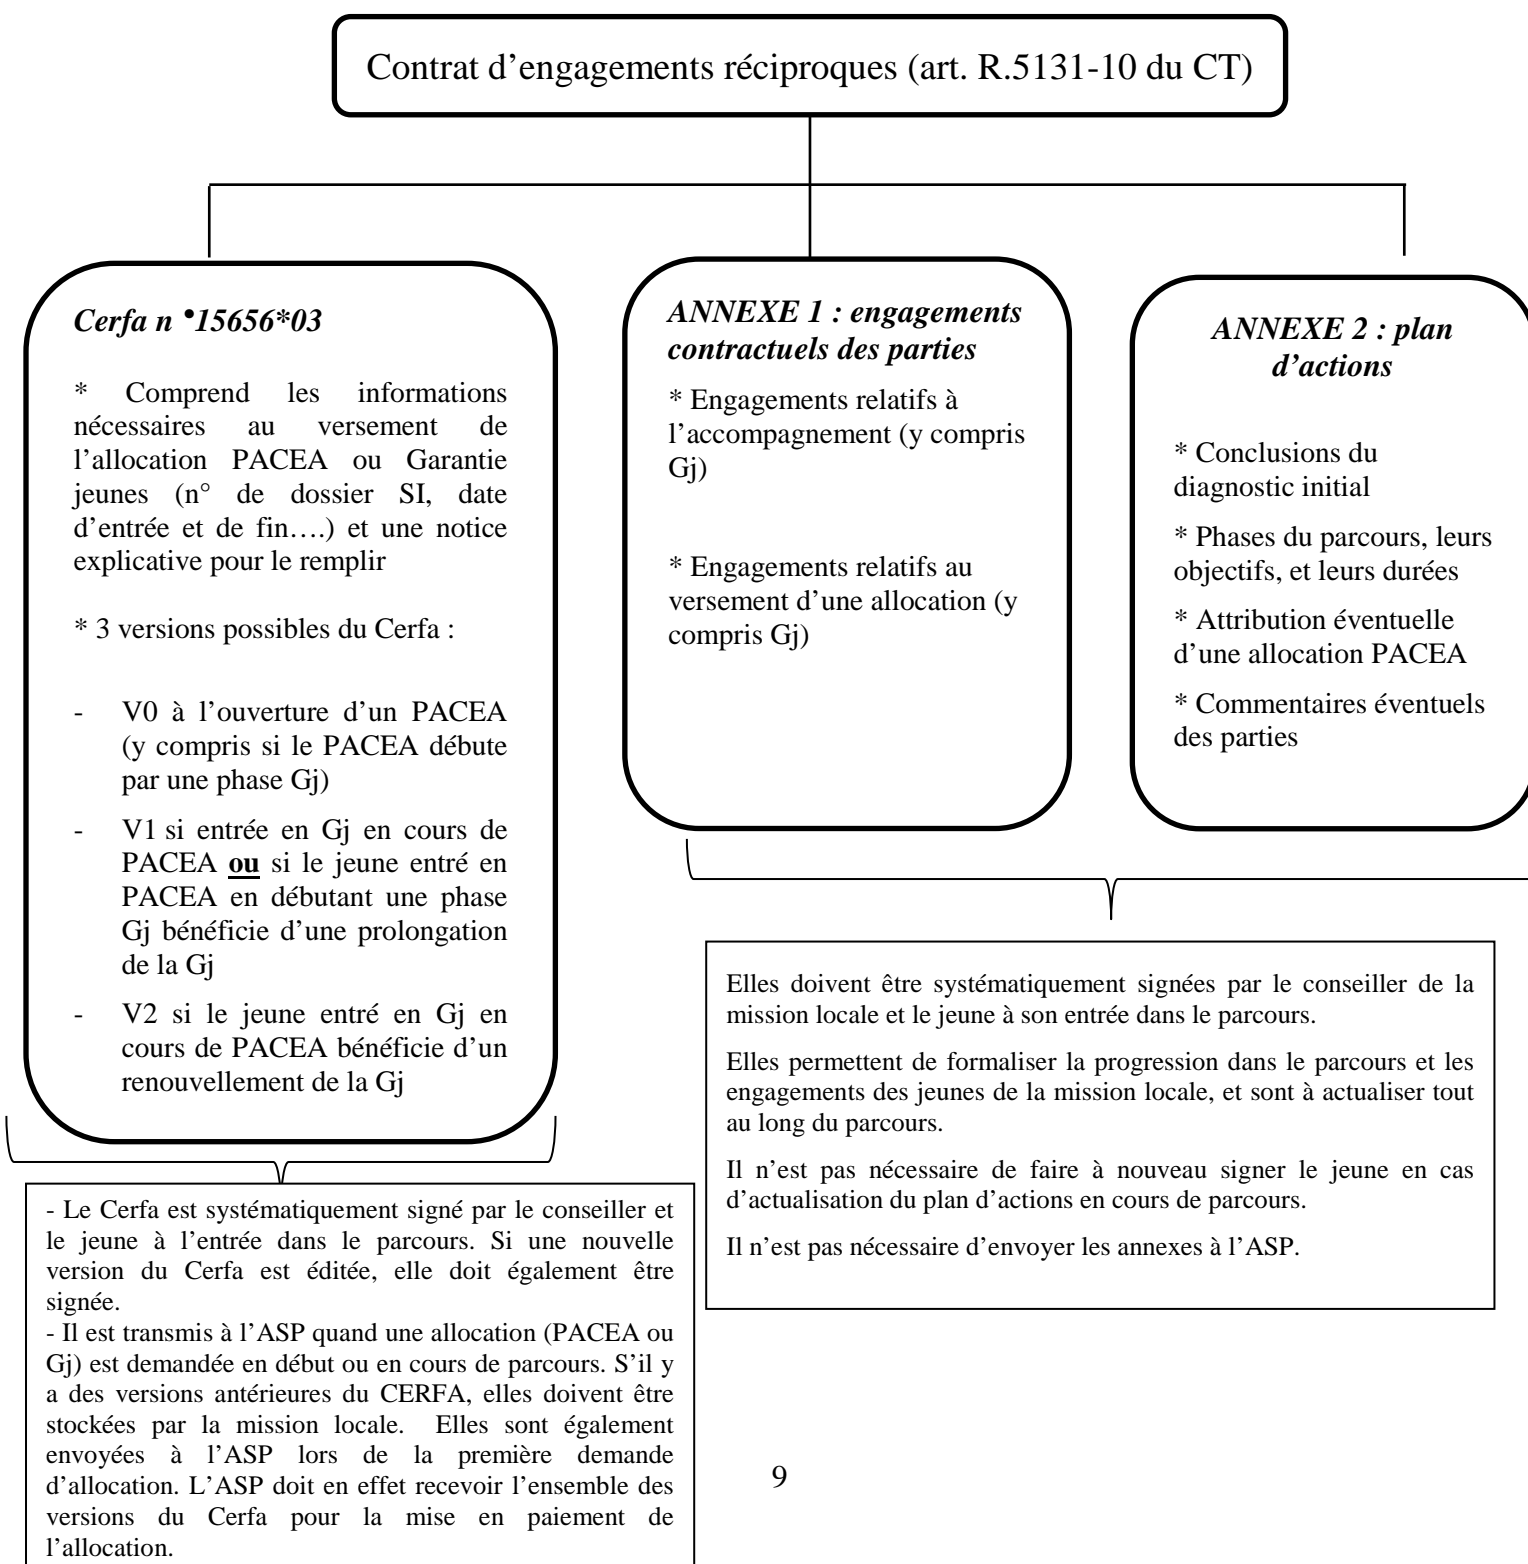 Contrat d’engagements réciproques (art. R.5131-10 du CT)
Cerfa n °15656*03
* Comprend les informations
nécessaires au versement de
l’allocation PACEA ou Garantie
jeunes (n° de dossier SI, date
d’entrée et de fin….) et une notice
explicative pour le remplir
* 3 versions possibles du Cerfa :
- V0 à l’ouverture d’un PACEA
(y compris si le PACEA débute
par une phase Gj)
- V1 si entrée en Gj en cours de
PACEA ou si le jeune entré en
PACEA en débutant une phase
Gj bénéficie d’une prolongation
de la Gj
- V2 si le jeune entré en Gj en
cours de PACEA bénéficie d’un
renouvellement de la Gj
ANNEXE 1 : engagements
contractuels des parties
* Engagements relatifs à
l’accompagnement (y compris
Gj)
* Engagements relatifs au
versement d’une allocation (y
compris Gj)
ANNEXE 2 : plan
d’actions
* Conclusions du
diagnostic initial
* Phases du parcours, leurs
objectifs, et leurs durées
* Attribution éventuelle
d’une allocation PACEA
* Commentaires éventuels
des parties
- Le Cerfa est systématiquement signé par le conseiller et
le jeune à l’entrée dans le parcours. Si une nouvelle
version du Cerfa est éditée, elle doit également être
signée.
- Il est transmis à l’ASP quand une allocation (PACEA ou
Gj) est demandée en début ou en cours de parcours. S’il y
a des versions antérieures du CERFA, elles doivent être
stockées par la mission locale. Elles sont également
envoyées à l’ASP lors de la première demande
d’allocation. L’ASP doit en effet recevoir l’ensemble des
versions du Cerfa pour la mise en paiement de
l’allocation.
Elles doivent être systématiquement signées par le conseiller de la
mission locale et le jeune à son entrée dans le parcours.
Elles permettent de formaliser la progression dans le parcours et les
engagements des jeunes de la mission locale, et sont à actualiser tout
au long du parcours.
Il n’est pas nécessaire de faire à nouveau signer le jeune en cas
d’actualisation du plan d’actions en cours de parcours.
Il n’est pas nécessaire d’envoyer les annexes à l’ASP.
9